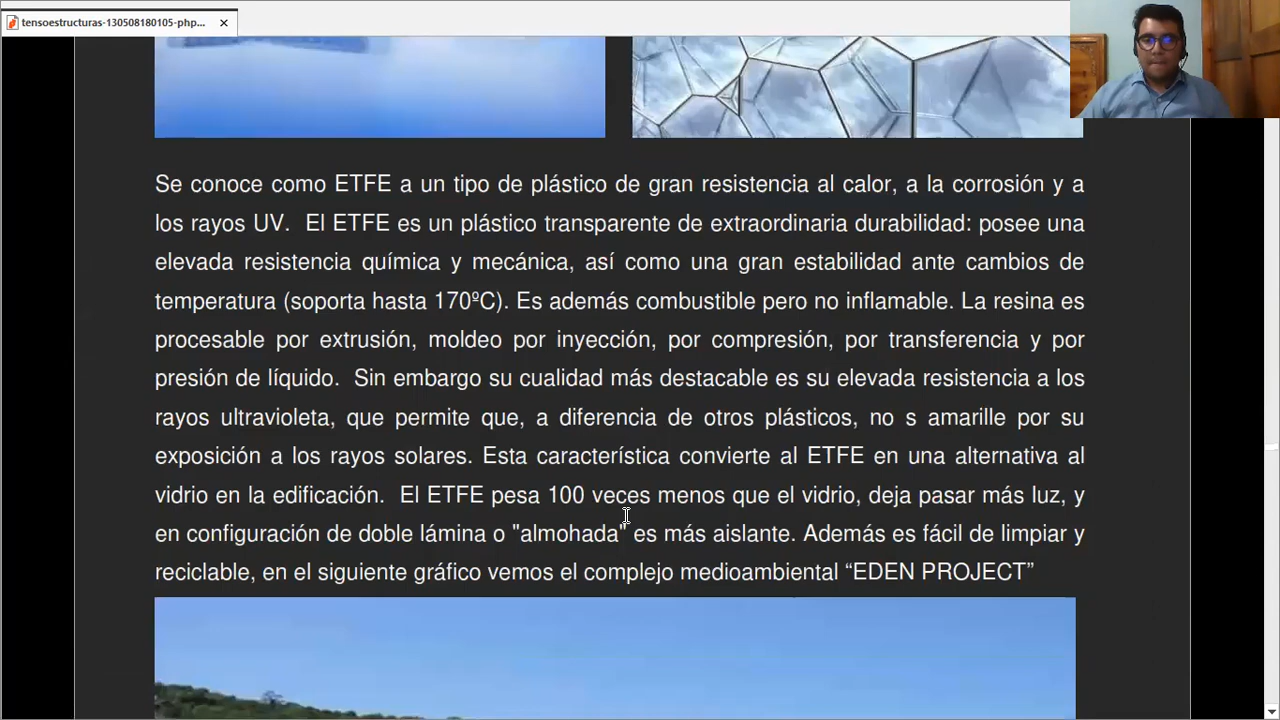 tensoestructuras-130508180105-php...
Se conoce como ETFE a un tipo de plástico de gran resistencia al calor, a la corrosión y a
los rayos UV.  El ETFE es un plástico transparente de extraordinaria durabilidad: posee una
elevada resistencia química y mecánica, así como una gran estabilidad ante cambios de
temperatura (soporta hasta 170ºC). Es además combustible pero no inflamable. La resina es
procesable por extrusión, moldeo por inyección, por compresión, por transferencia y por
presión de líquido.  Sin embargo su cualidad más destacable es su elevada resistencia a los
rayos ultravioleta, que permite que, a diferencia de otros plásticos, no s amarille por su
exposición a los rayos solares. Esta característica convierte al ETFE en una alternativa al
vidrio en la edificación.  El ETFE pesa 100 veces menos que el vidrio, deja pasar más luz, y
en configuración de doble lámina o "almohada" es más aislante. Además es fácil de limpiar y
reciclable, en el siguiente gráfico vemos el complejo medioambiental “EDEN PROJECT”